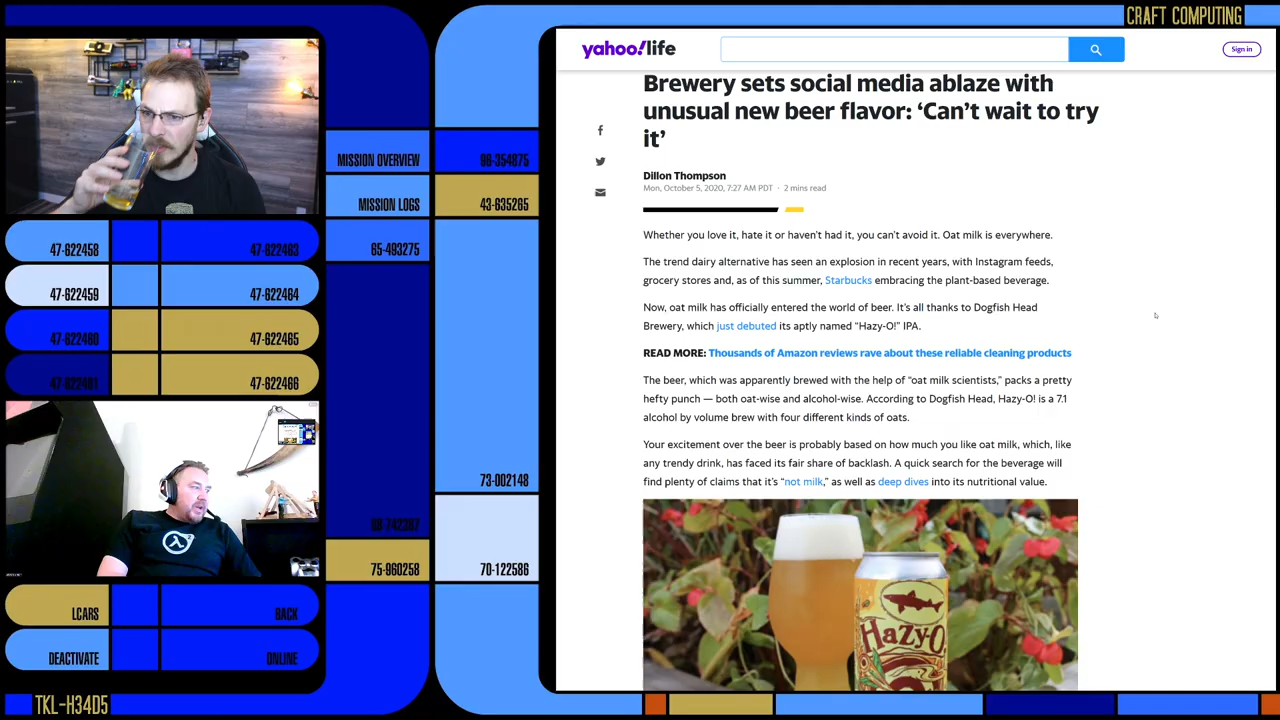 CRAFT COMPUTING
MISSION OVERVIEW
98-354875
MISSION LOGS
43-635265
47-622458
47-622463
65-493275
47-622459
47-622464
47-622460
47-622465
47-622461
47-622466
73-002148
75-960258
70-122586
LCARS
BACK
DEACTIVATE
ONLINE
TKL-H34D5
yahoo!life
Sign in
Brewery sets social media ablaze with
unusual new beer flavor: ‘Can’t wait to try
it’
Dillon Thompson
Mon, October 5, 2020, 7:27 AM PDT · 2 mins read
Whether you love it, hate it or haven’t had it, you can’t avoid it. Oat milk is everywhere.
The trend dairy alternative has seen an explosion in recent years, with Instagram feeds,
grocery stores and, as of this summer, Starbucks embracing the plant-based beverage.
Now, oat milk has officially entered the world of beer. It’s all thanks to Dogfish Head
Brewery, which just debuted its aptly named “Hazy-O!” IPA.
READ MORE: Thousands of Amazon reviews rave about these reliable cleaning products
The beer, which was apparently brewed with the help of “oat milk scientists,” packs a pretty
hefty punch — both oat-wise and alcohol-wise. According to Dogfish Head, Hazy-O! is a 7.1
alcohol by volume brew with four different kinds of oats.
Your excitement over the beer is probably based on how much you like oat milk, which, like
any trendy drink, has faced its fair share of backlash. A quick search for the beverage will
find plenty of claims that it’s “not milk,” as well as deep dives into its nutritional value.
HaZy-O